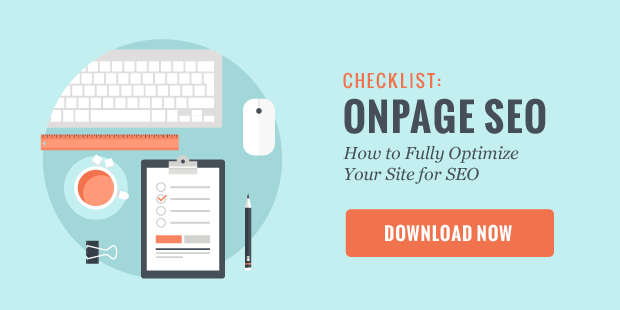 CHECKLIST:
ONPAGE SEO
How to Fully Optimize
Your Site for SEO
DOWNLOAD NOW